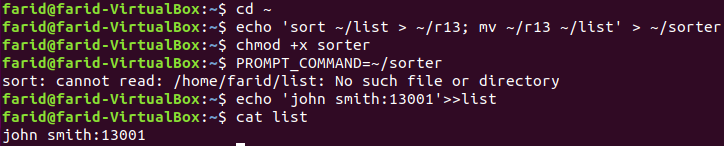 farid@farid-VirtualBox:~$ cd ~
farid@farid-VirtualBox:~$ echo 'sort ~/list > ~/r13; mv ~/r13 ~/list' > ~/sorter
farid@farid-VirtualBox:~$ chmod +x sorter
farid@farid-VirtualBox:~$ PROMPT_COMMAND=~/sorter
sort: cannot read: /home/farid/list: No such file or directory
farid@farid-VirtualBox:~$ echo 'john smith:13001'>>list
farid@farid-VirtualBox:~$ cat list
john smith:13001